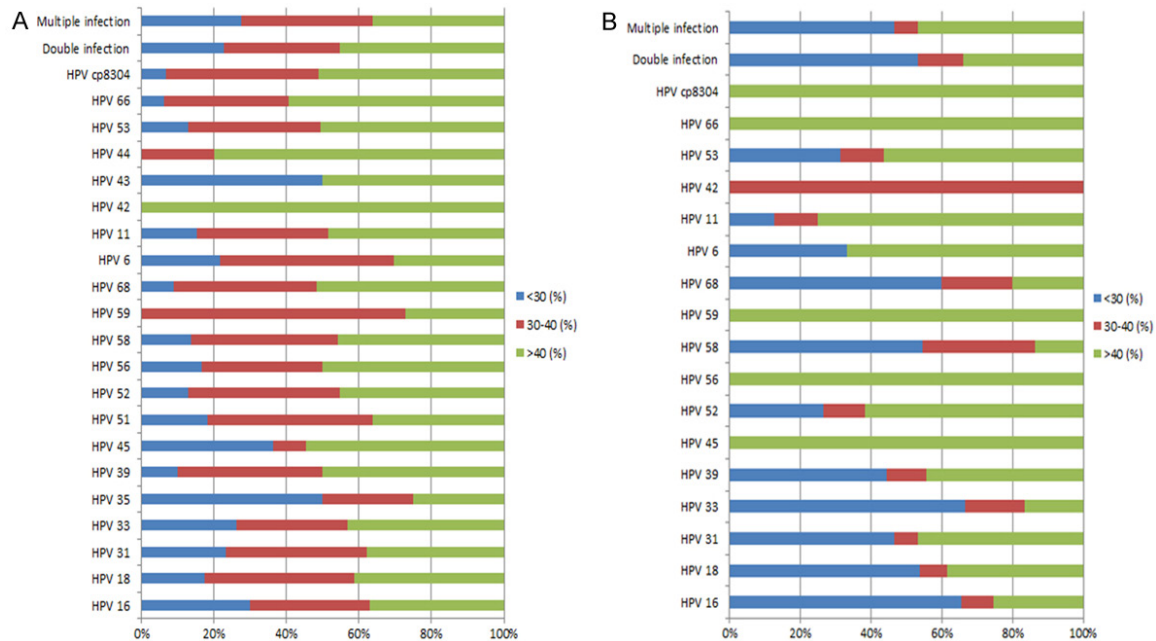 A
Multiple infection
Double infection
HPV cp8304
HPV 66
HPV 53
HPV 44
HPV 43
HPV 42
HPV 11
HPV 6
HPV 68
HPV 59
HPV 58
HPV 56
HPV 52
HPV 51
HPV 45
HPV 39
HPV 35
HPV 33
HPV 31
HPV 18
HPV 16
0% 20% 40% 60% 80% 100%
<30 (%)
30-40 (%)
>40 (%)
B
Multiple infection
Double infection
HPV cp8304
HPV 66
HPV 53
HPV 42
HPV 11
HPV 6
HPV 68
HPV 59
HPV 58
HPV 56
HPV 52
HPV 45
HPV 39
HPV 33
HPV 31
HPV 18
HPV 16
0% 20% 40% 60% 80% 100%
<30 (%)
30-40 (%)
>40 (%)